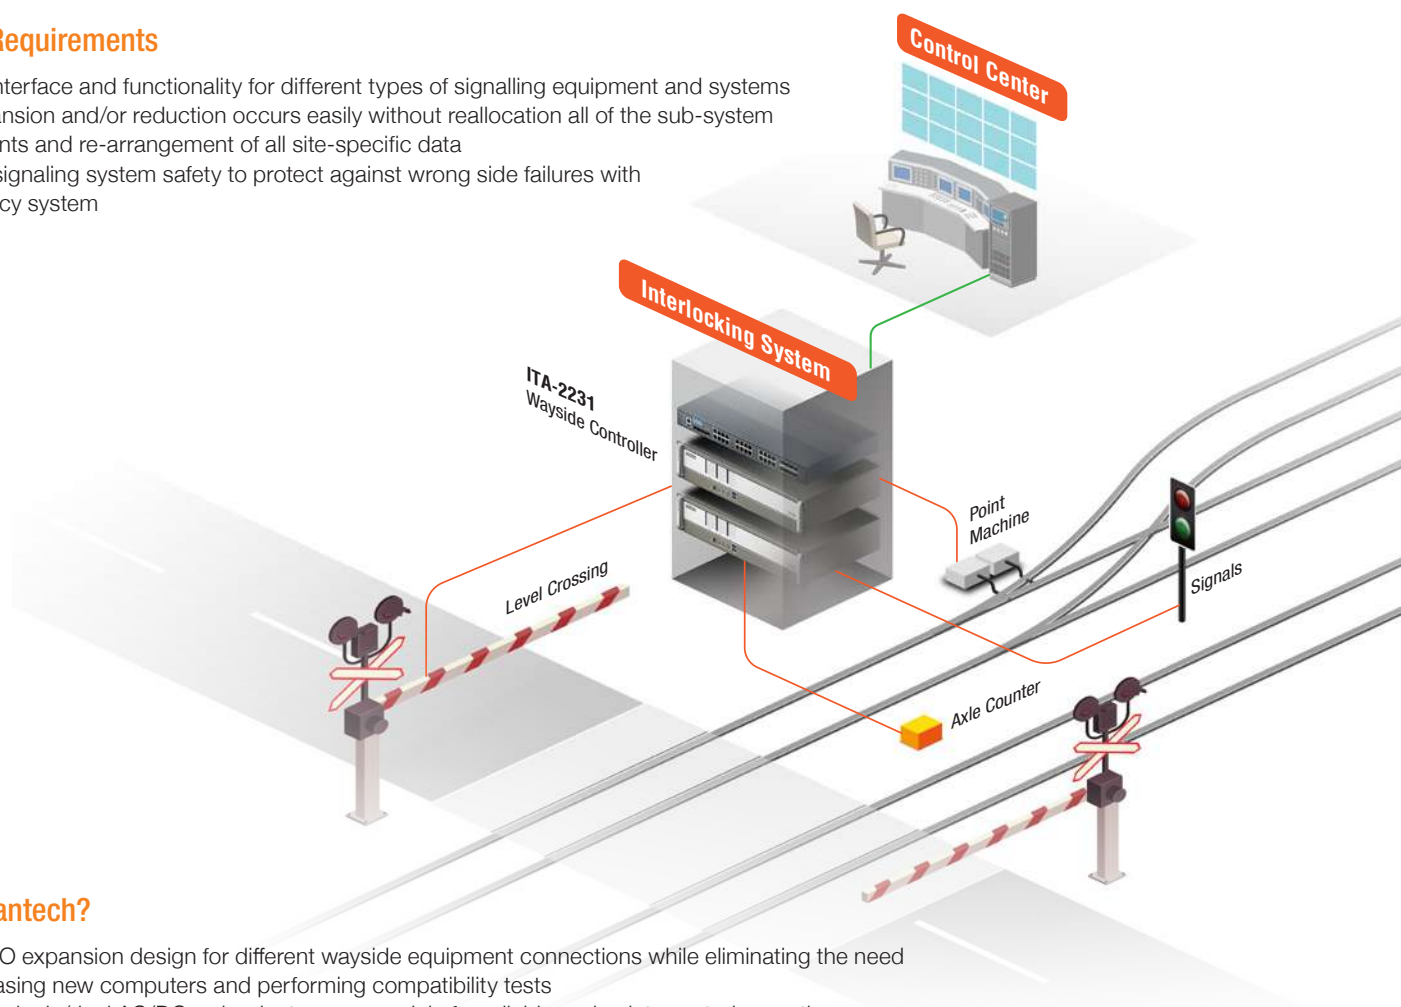 Requirements
nterface and functionality for different types of signalling equipment and systems
ansion and/or reduction occurs easily without reallocation all of the sub-system
nts and re-arrangement of all site-specific data
signaling system safety to protect against wrong side failures with
cy system
Control Center
Interlocking System
ITA-2231
Wayside Controller
Point
Machine
Signals
Level Crossing
Axle Counter
antech?
O expansion design for different wayside equipment connections while eliminating the need
asing new computers and performing compatibility tests